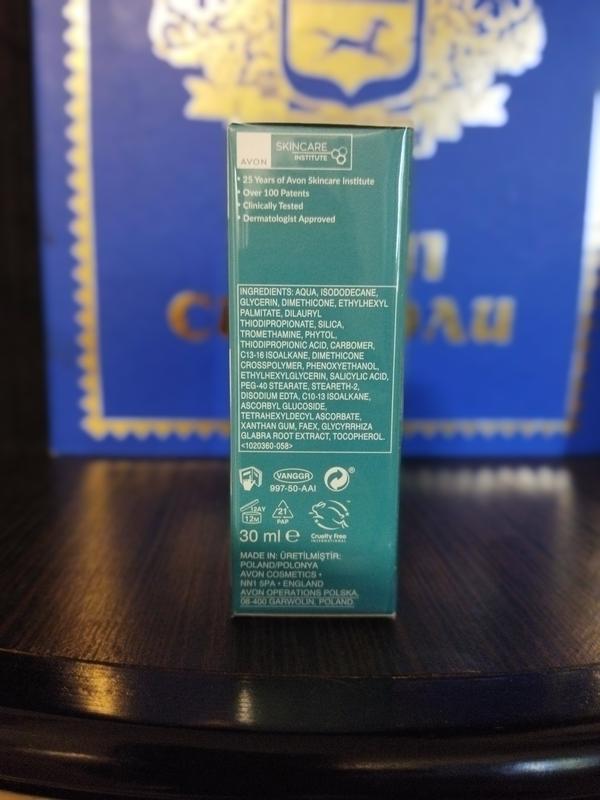 AVON
SKINCARE
INSTITUTE
• 25 Years of Avon Skincare Institute
• Over 100 Patents
• Clinically Tested
• Dermatologist Approved
INGREDIENTS: AQUA, ISODODECANE,
GLYCERIN, DIMETHICONE, ETHYLHEXYL
PALMITATE, DILAURYL
THIODIPROPIONATE, SILICA,
TROMETHAMINE, PHYTOL,
THIODIPROPIONIC ACID, CARBOMER,
C13-16 ISOALKANE, DIMETHICONE
CROSSPOLYMER, PHENOXYETHANOL,
ETHYLHEXYLGLYCERIN, SALICYLIC ACID,
PEG-40 STEARATE, STEARETH-2,
DISODIUM EDTA, C10-13 ISOALKANE,
ASCORBYL GLUCOSIDE,
TETRAHEXYLDECYL ASCORBATE,
XANTHAN GUM, FAEX, GLYCYRRHIZA
GLABRA ROOT EXTRACT, TOCOPHEROL.
<1020360-058>
VANGGR
997-50-AAI
12AY
12M
21
PAP
Cruelty Free
INTERNATIONAL
30 ml e
MADE IN: ÜRETİLMİŞTİR:
POLAND/POLONYA
AVON COSMETICS •
NN1 5PA • ENGLAND
AVON OPERATIONS POLSKA,
08-400 GARWOLIN, POLAND